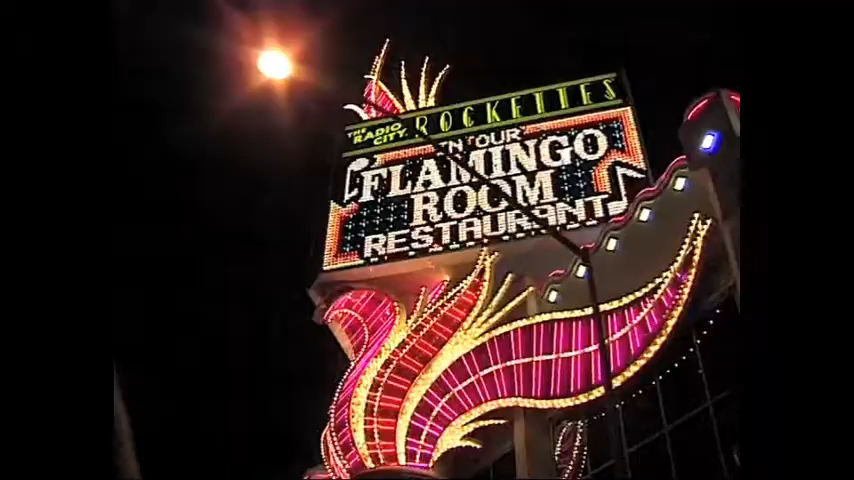 THE RADIO CITY ROCKETTES
IN OUR
FLAMINGO
ROOM
RESTAURANT